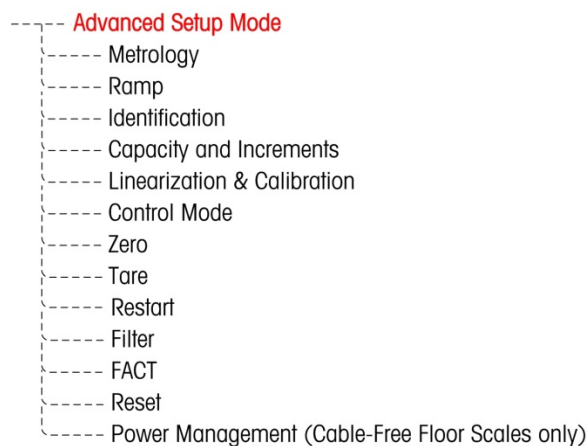 Advanced Setup Mode
Metrology
Ramp
Identification
Capacity and Increments
Linearization & Calibration
Control Mode
Zero
Tare
Restart
Filter
FACT
Reset
Power Management (Cable-Free Floor Scales only)